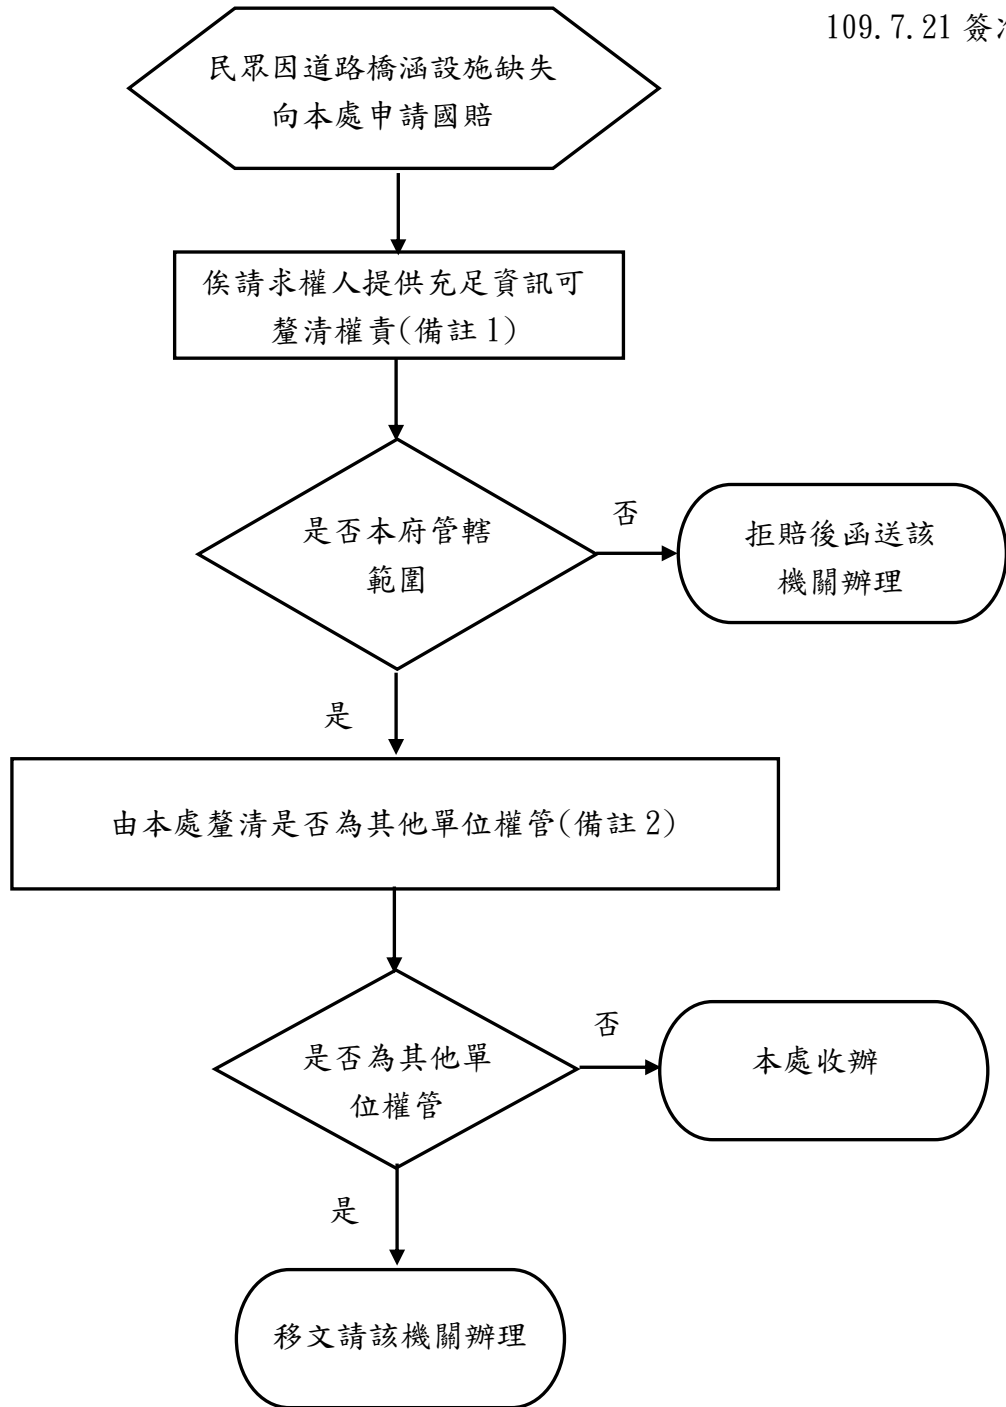 109.7.21 簽
民眾因道路橋涵設施缺失
向本處申請國賠
俟請求權人提供充足資訊可
釐清權責(備註1)
是否本府管轄
範圍
否
拒賠後函送該
機關辦理
是
由本處釐清是否為其他單位權管(備註2)
是否為其他單
位權管
否
本處收辦
是
移文請該機關辦理